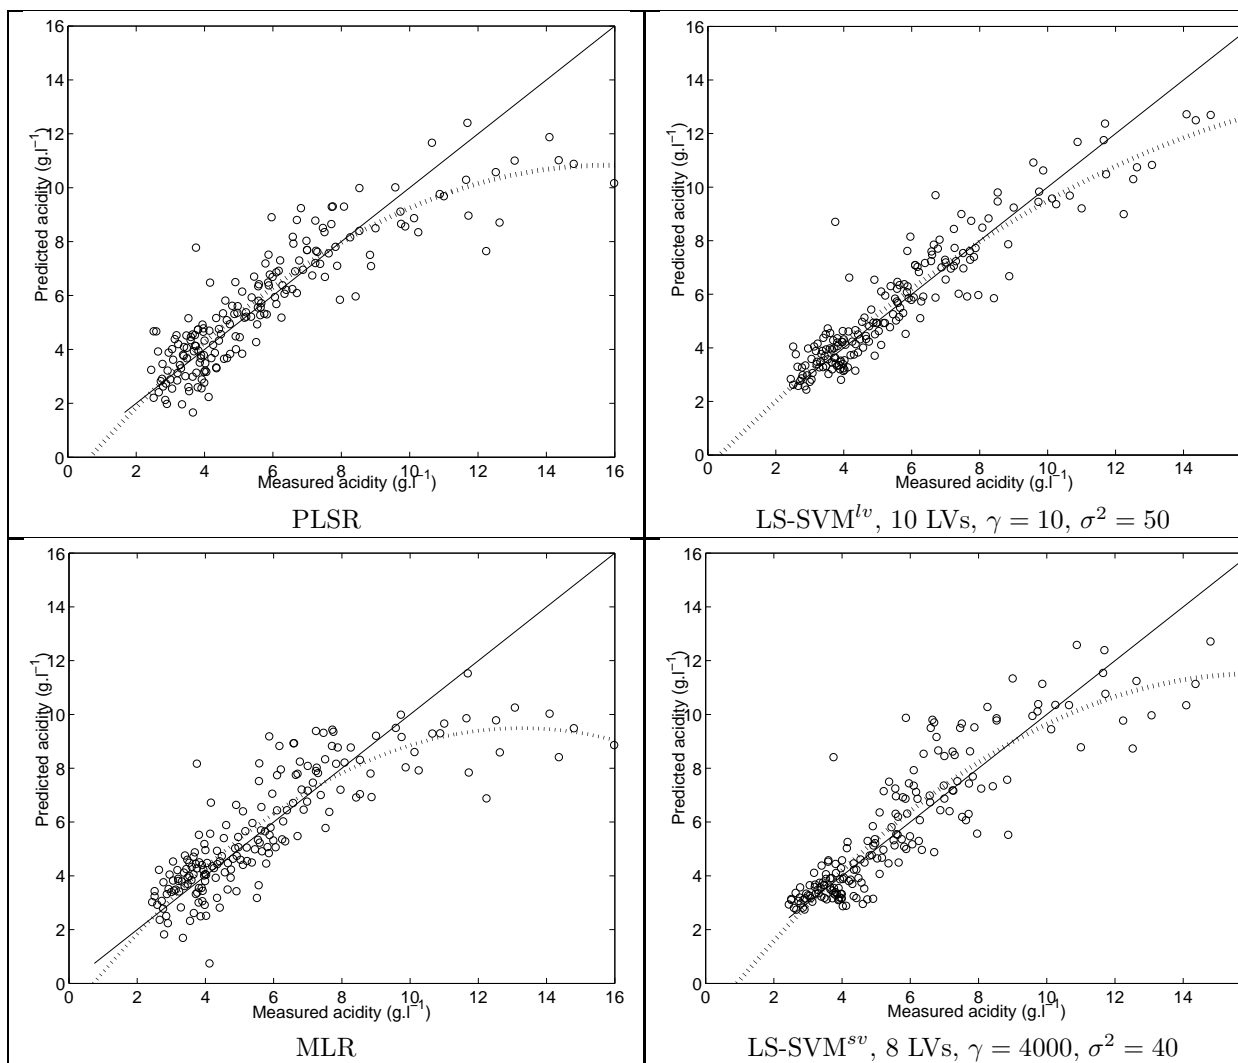 16
14
12
10
8
6
4
2
0
Predicted acidity (g.l⁻¹)
0 2 4 6 8 10 12 14 16
Measured acidity (g.l⁻¹)
PLSR
16
14
12
10
8
6
4
2
0
Predicted acidity (g.l⁻¹)
0 2 4 6 8 10 12 14
Measured acidity (g.l⁻¹)
LS-SVM^{lv}, 10 LVs, γ = 10, σ² = 50
16
14
12
10
8
6
4
2
0
Predicted acidity (g.l⁻¹)
0 2 4 6 8 10 12 14 16
Measured acidity (g.l⁻¹)
MLR
16
14
12
10
8
6
4
2
0
Predicted acidity (g.l⁻¹)
0 2 4 6 8 10 12 14
Measured acidity (g.l⁻¹)
LS-SVM^{sv}, 8 LVs, γ = 4000, σ² = 40